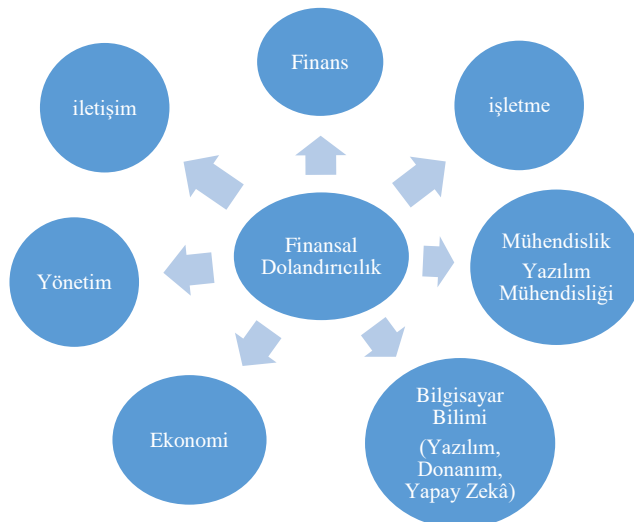 Finans
iletişim
işletme
Finansal
Dolandırıcılık
Mühendislik
Yazılım
Mühendisliği
Yönetim
Ekonomi
Bilgisayar
Bilimi
(Yazılım,
Donanım,
Yapay Zekâ)